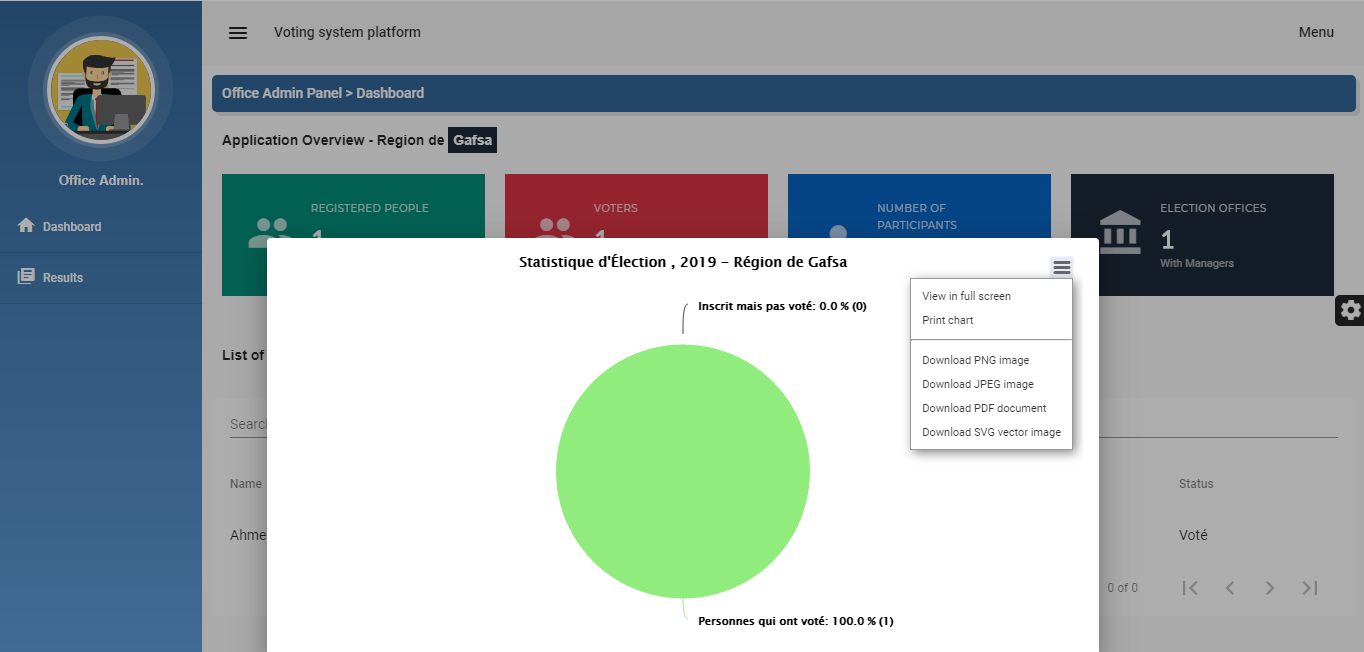 Voting system platform
Menu
Office Admin Panel > Dashboard
Application Overview - Region de Gafsa
Office Admin.
Dashboard
Results
REGISTERED PEOPLE
1
VOTERS
1
NUMBER OF
PARTICIPANTS
ELECTION OFFICES
1
With Managers
Statistique d'Élection , 2019 – Région de Gafsa
Inscrit mais pas voté: 0.0 % (0)
View in full screen
Print chart
Download PNG image
Download JPEG image
Download PDF document
Download SVG vector image
Personnes qui ont voté: 100.0 % (1)
List of
Name
Status
Voté
0 of 0